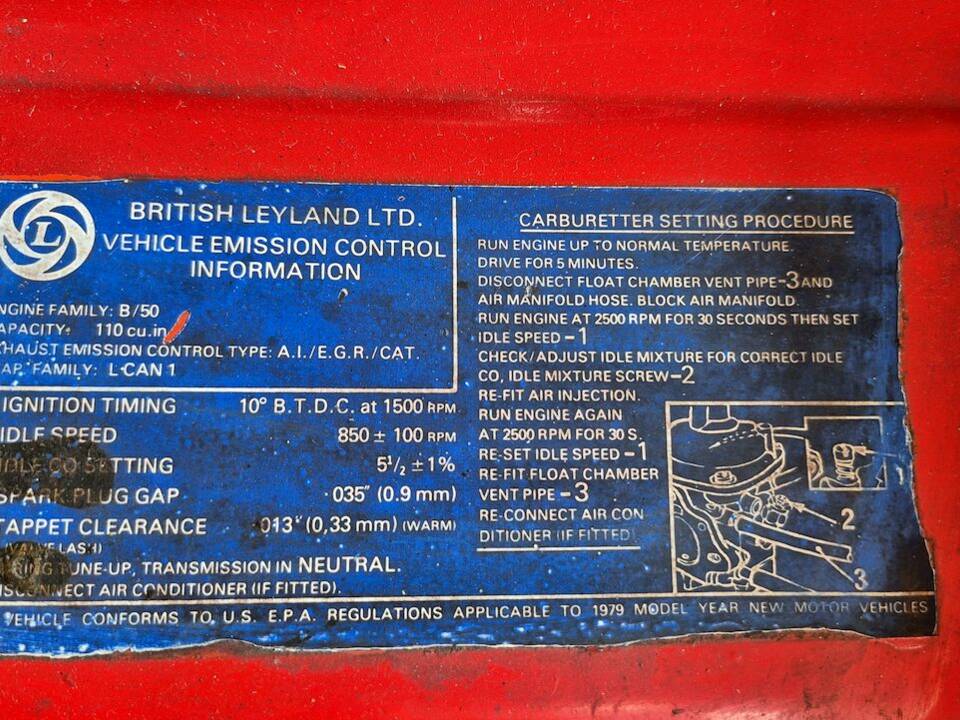 L
BRITISH LEYLAND LTD.
VEHICLE EMISSION CONTROL
INFORMATION
NGINE FAMILY: B/50
APACITY: 110 cu.in
XHAUST EMISSION CONTROL TYPE: A.I./E.G.R./CAT.
AP. FAMILY: L-CAN 1
IGNITION TIMING 10° B.T.D.C. at 1500 RPM
IDLE SPEED 850 ± 100 RPM
IDLE CO SETTING 5½ ± 1%
SPARK PLUG GAP .035" (0.9 mm)
TAPPET CLEARANCE .013" (0,33 mm) (WARM)
(VALVE LASH)
RING TUNE-UP, TRANSMISSION IN NEUTRAL.
ISCONNECT AIR CONDITIONER (IF FITTED).
CARBURETTER SETTING PROCEDURE
RUN ENGINE UP TO NORMAL TEMPERATURE.
DRIVE FOR 5 MINUTES.
DISCONNECT FLOAT CHAMBER VENT PIPE-3 AND
AIR MANIFOLD HOSE. BLOCK AIR MANIFOLD.
RUN ENGINE AT 2500 RPM FOR 30 SECONDS THEN SET
IDLE SPEED-1
CHECK/ADJUST IDLE MIXTURE FOR CORRECT IDLE
CO, IDLE MIXTURE SCREW-2
RE-FIT AIR INJECTION.
RUN ENGINE AGAIN
AT 2500 RPM FOR 30 S.
RE-SET IDLE SPEED-1
RE-FIT FLOAT CHAMBER
VENT PIPE-3
RE-CONNECT AIR CON
DITIONER (IF FITTED)
2
3
VEHICLE CONFORMS TO U.S. E.P.A. REGULATIONS APPLICABLE TO 1979 MODEL YEAR NEW MOTOR VEHICLES